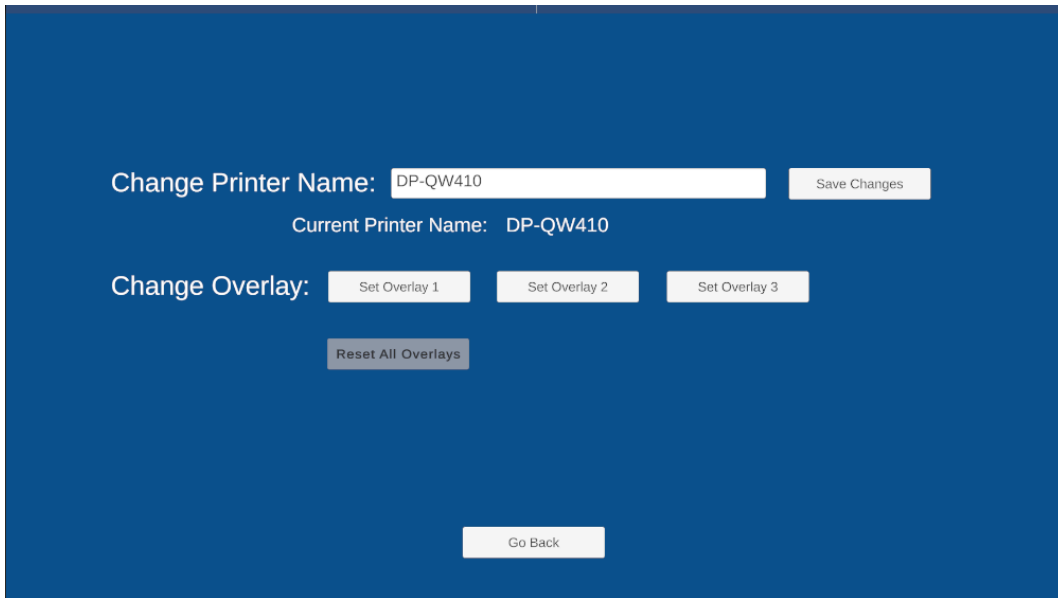 Change Printer Name: DP-QW410 Save Changes
Current Printer Name: DP-QW410
Change Overlay: Set Overlay 1 Set Overlay 2 Set Overlay 3
Reset All Overlays
Go Back